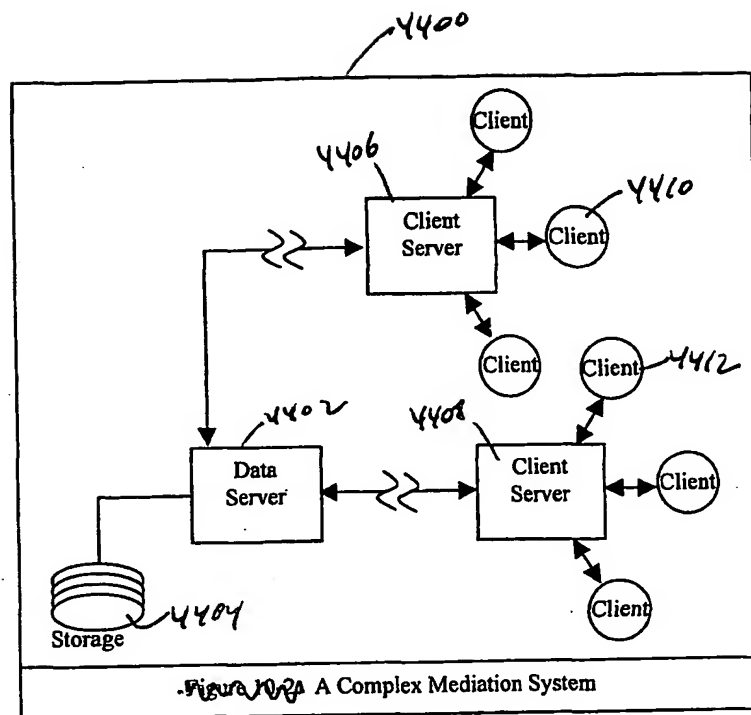 4400
Client
4406
Client
Server
4410
Client
Client
Client
4412
4402
Data
Server
4408
Client
Server
Client
Client
Storage
4404
A Complex Mediation System